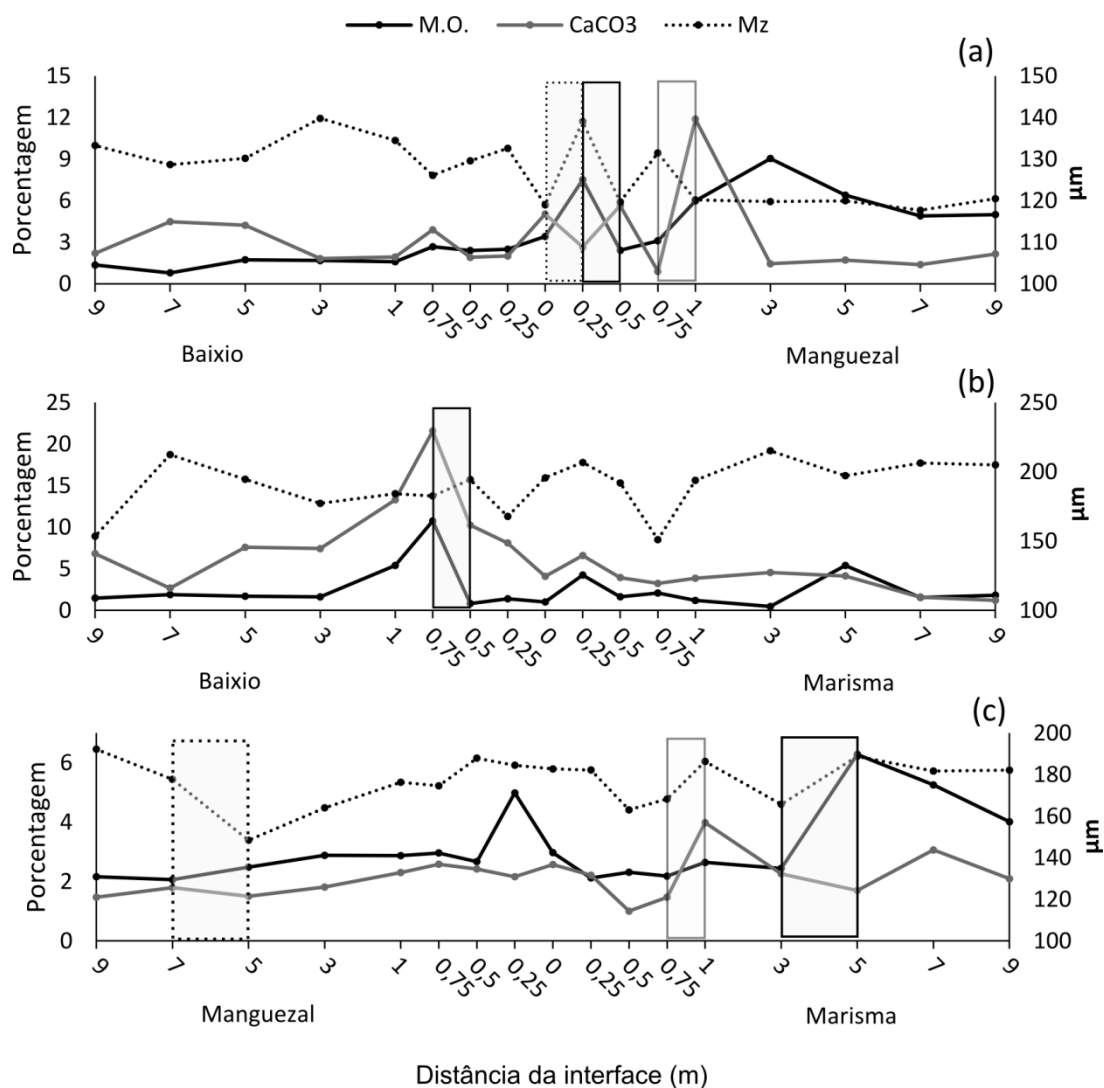 M.O. CaCO3 Mz
(a)
Porcentagem
15
12
9
6
3
0
150
140
130
120
110
100
µm
9 7 5 3 1 0,75 0,5 0,25 0 0,25 0,5 0,75 1 3 5 7 9
Baixio Manguezal
(b)
Porcentagem
25
20
15
10
5
0
250
200
150
100
µm
9 7 5 3 1 0,75 0,5 0,25 0 0,25 0,5 0,75 1 3 5 7 9
Baixio Marisma
(c)
Porcentagem
6
4
2
0
200
180
160
140
120
100
µm
9 7 5 3 1 0,75 0,5 0,25 0 0,25 0,5 0,75 1 3 5 7 9
Manguezal Marisma
Distância da interface (m)